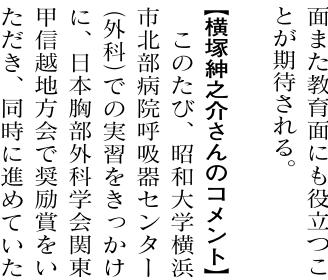 面また教育面にも役立つこ
とが期待される。
【横塚紳之介さんのコメント】
このたび、昭和大学横浜
市北部病院呼吸器センター
（外科）での実習をきっかけ
に、日本胸部外科学会関東
甲信越地方会で奨励賞をい
ただき、同時に進めていた